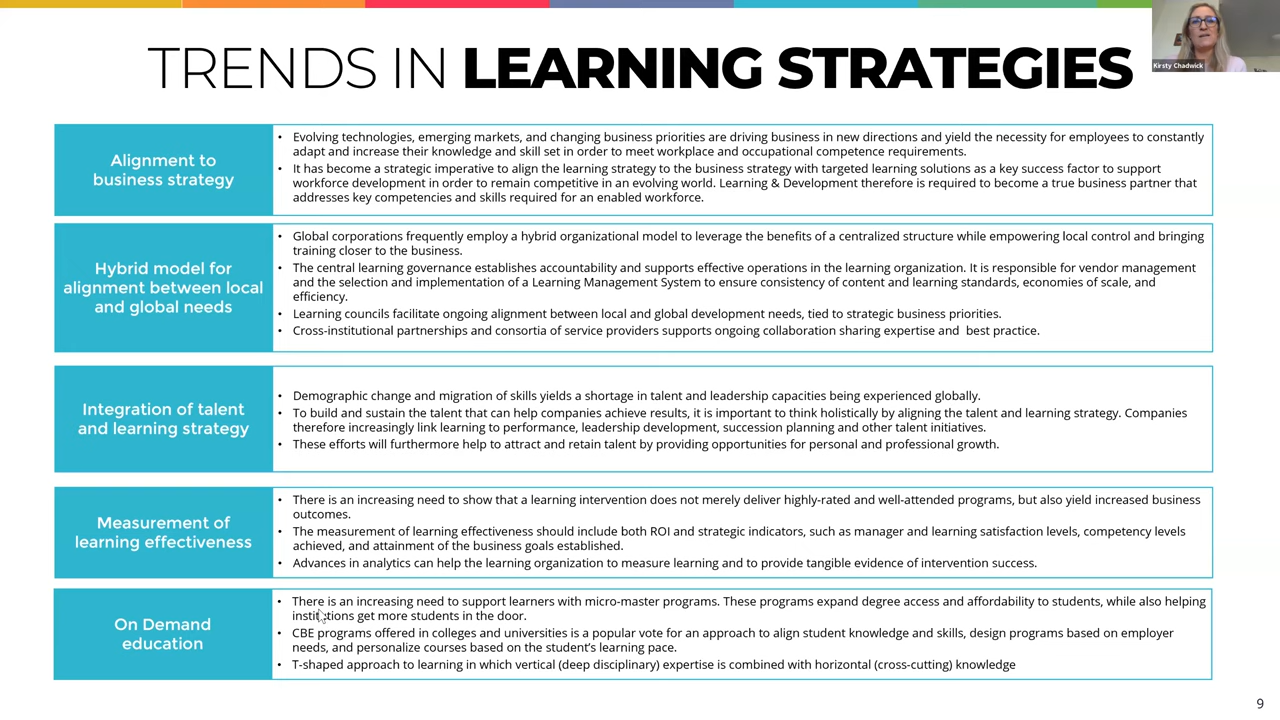 TRENDS IN LEARNING STRATEGIES
Kirsty Chadwick
Alignment to
business strategy
• Evolving technologies, emerging markets, and changing business priorities are driving business in new directions and yield the necessity for employees to constantly
adapt and increase their knowledge and skill set in order to meet workplace and occupational competence requirements.
• It has become a strategic imperative to align the learning strategy to the business strategy with targeted learning solutions as a key success factor to support
workforce development in order to remain competitive in an evolving world. Learning & Development therefore is required to become a true business partner that
addresses key competencies and skills required for an enabled workforce.
Hybrid model for
alignment between local
and global needs
• Global corporations frequently employ a hybrid organizational model to leverage the benefits of a centralized structure while empowering local control and bringing
training closer to the business.
• The central learning governance establishes accountability and supports effective operations in the learning organization. It is responsible for vendor management
and the selection and implementation of a Learning Management System to ensure consistency of content and learning standards, economies of scale, and
efficiency.
• Learning councils facilitate ongoing alignment between local and global development needs, tied to strategic business priorities.
• Cross-institutional partnerships and consortia of service providers supports ongoing collaboration sharing expertise and best practice.
Integration of talent
and learning strategy
• Demographic change and migration of skills yields a shortage in talent and leadership capacities being experienced globally.
• To build and sustain the talent that can help companies achieve results, it is important to think holistically by aligning the talent and learning strategy. Companies
therefore increasingly link learning to performance, leadership development, succession planning and other talent initiatives.
• These efforts will furthermore help to attract and retain talent by providing opportunities for personal and professional growth.
Measurement of
learning effectiveness
• There is an increasing need to show that a learning intervention does not merely deliver highly-rated and well-attended programs, but also yield increased business
outcomes.
• The measurement of learning effectiveness should include both ROI and strategic indicators, such as manager and learning satisfaction levels, competency levels
achieved, and attainment of the business goals established.
• Advances in analytics can help the learning organization to measure learning and to provide tangible evidence of intervention success.
On Demand
education
• There is an increasing need to support learners with micro-master programs. These programs expand degree access and affordability to students, while also helping
institutions get more students in the door.
• CBE programs offered in colleges and universities is a popular vote for an approach to align student knowledge and skills, design programs based on employer
needs, and personalize courses based on the student's learning pace.
• T-shaped approach to learning in which vertical (deep disciplinary) expertise is combined with horizontal (cross-cutting) knowledge
9